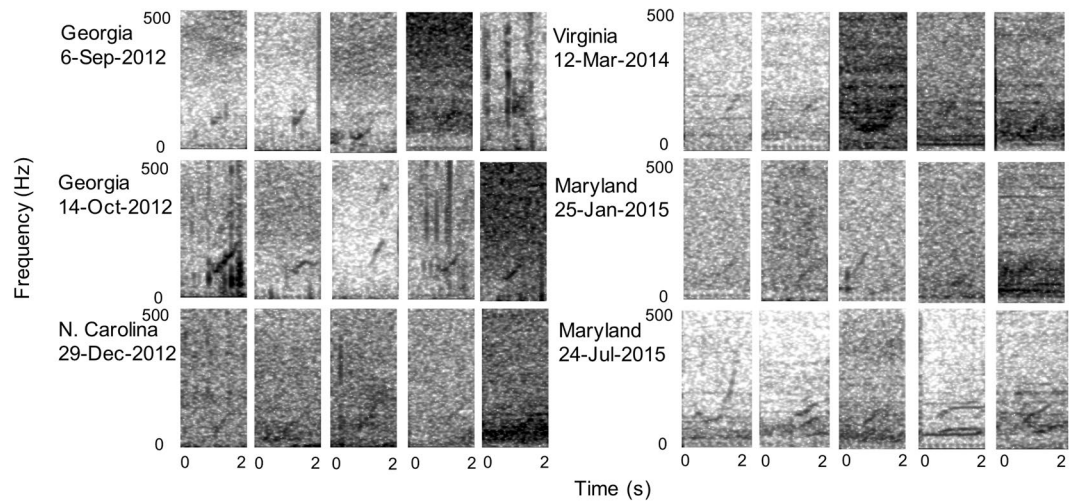 500
Georgia
6-Sep-2012
0
500
Virginia
12-Mar-2014
0
500
Georgia
14-Oct-2012
0
500
Maryland
25-Jan-2015
0
500
N. Carolina
29-Dec-2012
0
500
Maryland
24-Jul-2015
0
Frequency (Hz)
0 2 0 2 0 2 0 2 0 2
0 2 0 2 0 2 0 2 0 2
Time (s)